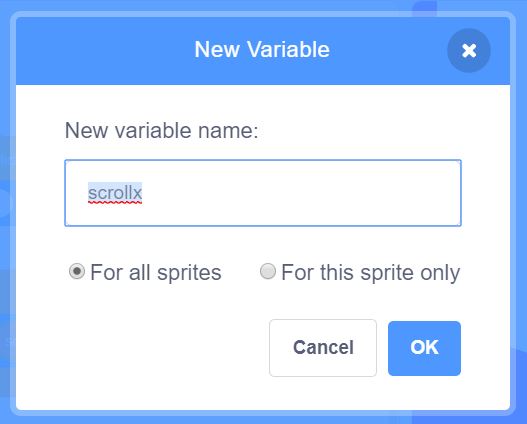 New Variable
New variable name:
scrollx
For all sprites
For this sprite only
Cancel
OK